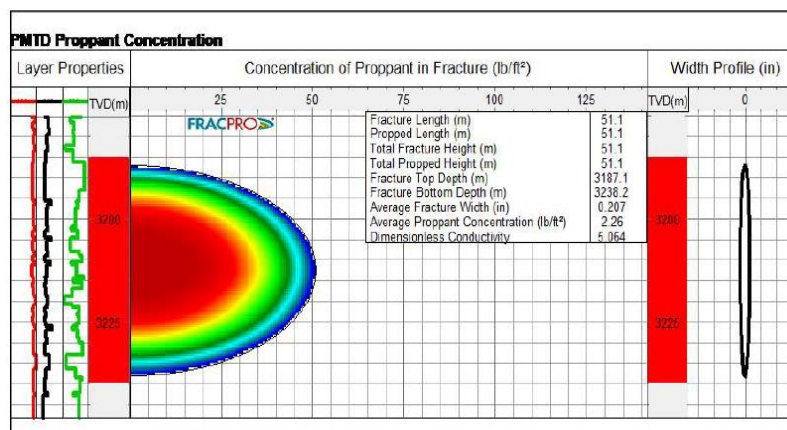 PMTD Proppant Concentration
Layer Properties
Concentration of Proppant in Fracture (lb/ft²)
Width Profile (in)
TVD(m)
25
50
100
125
TVD(m)
0
FRACPRO
Fracture Length (m) 51.1
Propped Length (m) 51.1
Total Fracture Height (m) 51.1
Total Propped Height (m) 51.1
Fracture Top Depth (m) 3187.1
Fracture Bottom Depth (m) 3238.2
Average Fracture Width (in) 0.207
Average Proppant Concentration (lb/ft²) 2.26
Dimensionless Conductivity 5.064
3200
3200
3225
3225